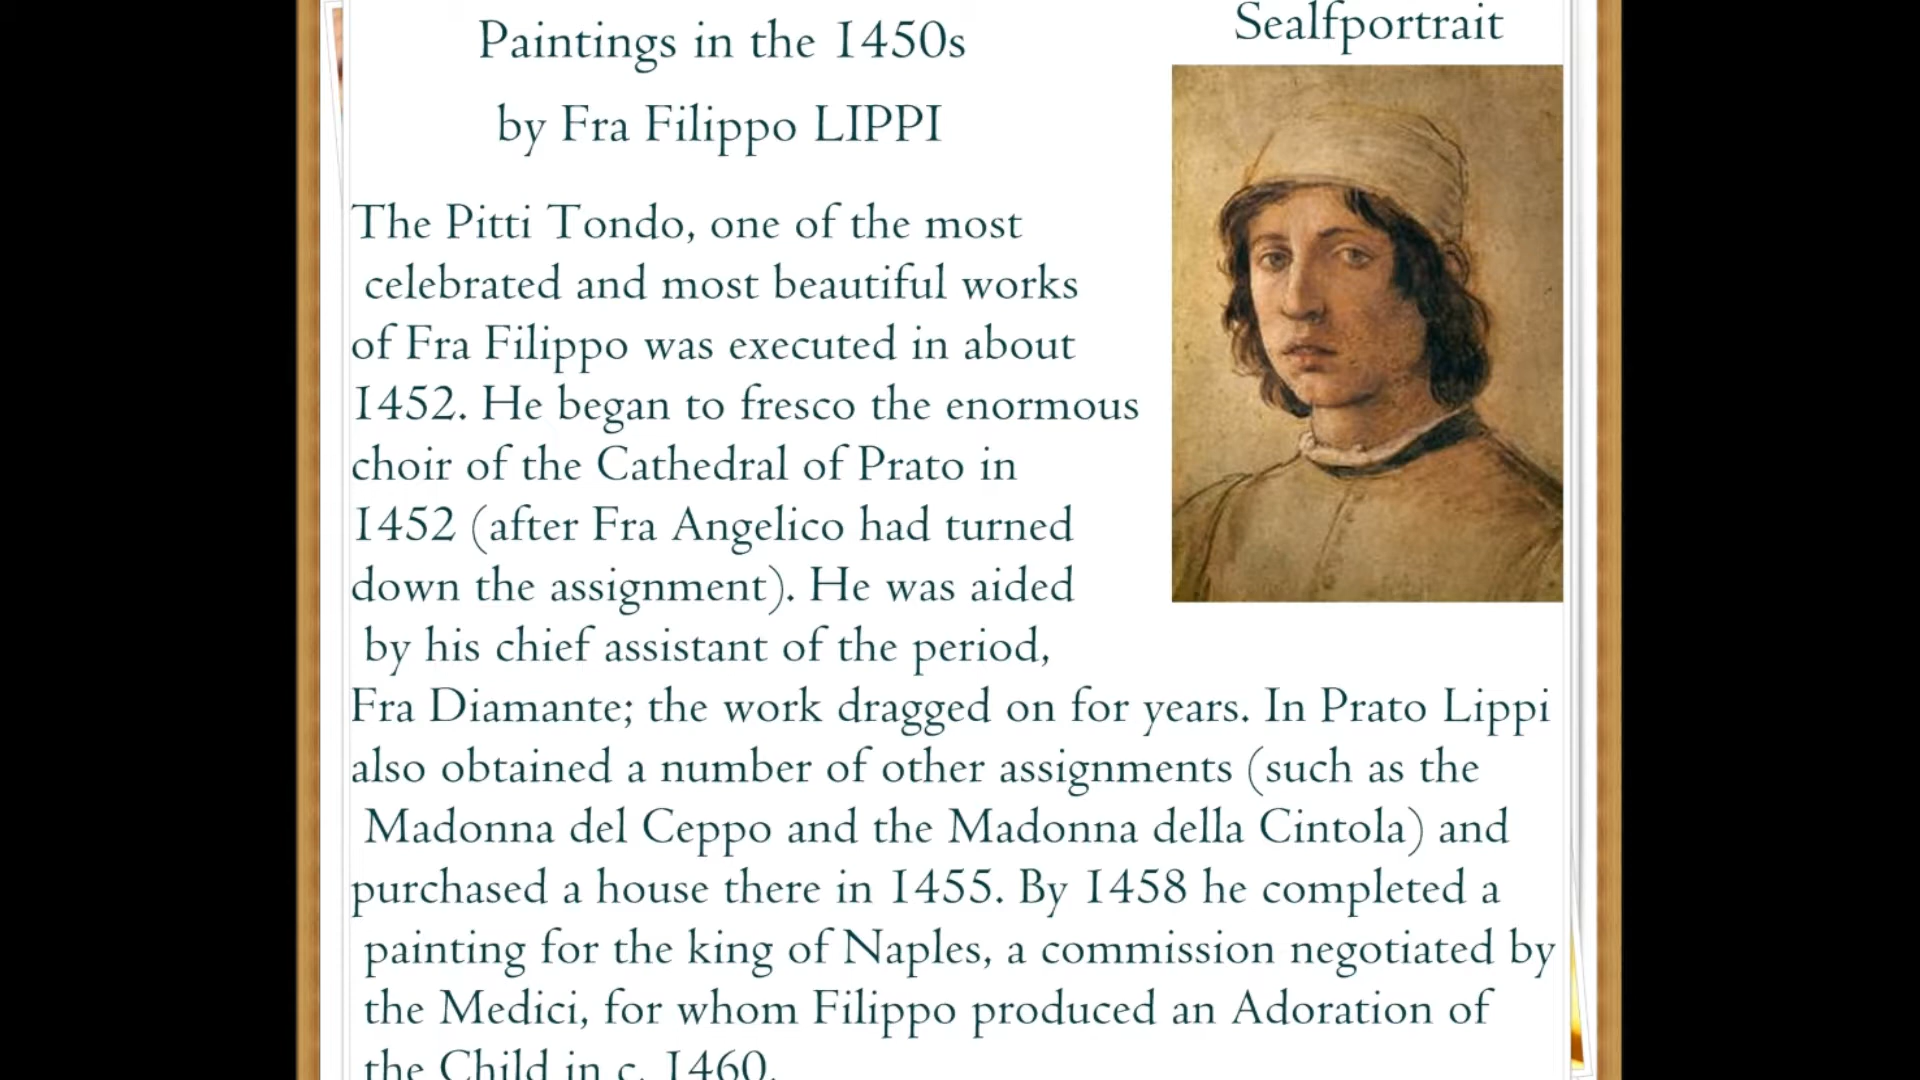 Paintings in the 1450s
by Fra Filippo LIPPI
Sealfportrait
The Pitti Tondo, one of the most
celebrated and most beautiful works
of Fra Filippo was executed in about
1452. He began to fresco the enormous
choir of the Cathedral of Prato in
1452 (after Fra Angelico had turned
down the assignment). He was aided
by his chief assistant of the period,
Fra Diamante; the work dragged on for years. In Prato Lippi
also obtained a number of other assignments (such as the
Madonna del Ceppo and the Madonna della Cintola) and
purchased a house there in 1455. By 1458 he completed a
painting for the king of Naples, a commission negotiated by
the Medici, for whom Filippo produced an Adoration of
the Child in c. 1460.